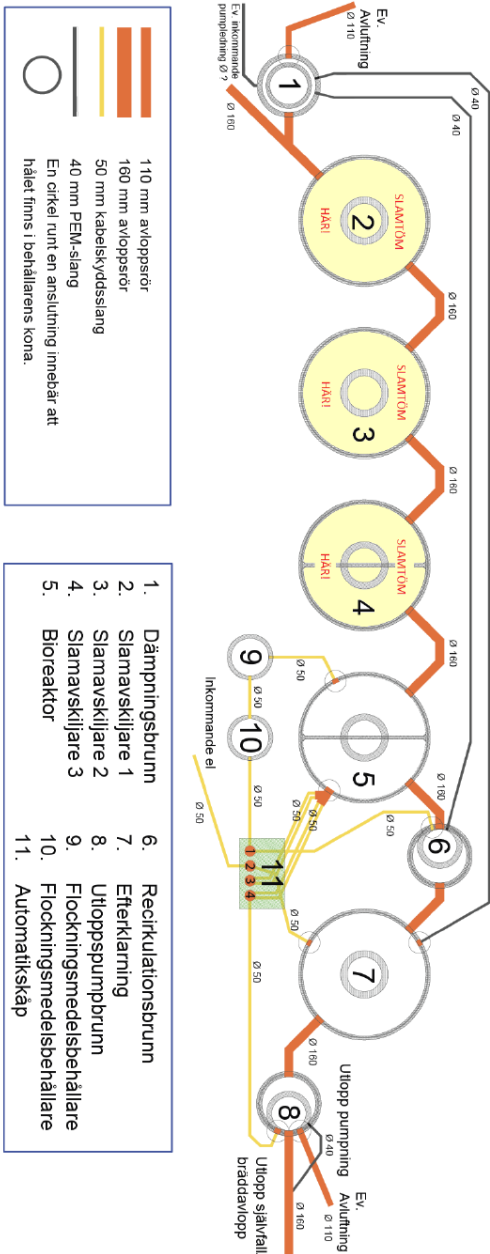 Ev.
Avluftning
Ø 110
Ev. inkommande
pumpledning Ø ?
Ø 160
1
Ø 40
Ø 40
SLAMTÖM
2
HÄR!
Ø 160
SLAMTÖM
3
HÄR!
Ø 160
SLAMTÖM
4
HÄR!
Ø 160
5
Ø 160
6
7
Ø 160
8
9
Ø 50
Ø 50
10
Ø 50
Inkommande el
Ø 50
Ø 50
Ø 50
Ø 50
Ø 50
11
1 2 3 4
Ø 50
Ø 50
Utlopp pumpning
Ø 40
Ev.
Avluftning
Ø 110
Utlopp självfall
bräddavlopp
Ø 160
110 mm avloppsrör
160 mm avloppsrör
50 mm kabelskyddsslang
40 mm PEM-slang
En cirkel runt en anslutning innebär att
hålet finns i behållarens kona.
1. Dämpningsbrunn
2. Slamavskiljare 1
3. Slamavskiljare 2
4. Slamavskiljare 3
5. Bioreaktor
6. Recirkulationsbrunn
7. Efterklarning
8. Utloppspumpbrunn
9. Flockningsmedelsbehållare
10. Flockningsmedelsbehållare
11. Automatikskåp